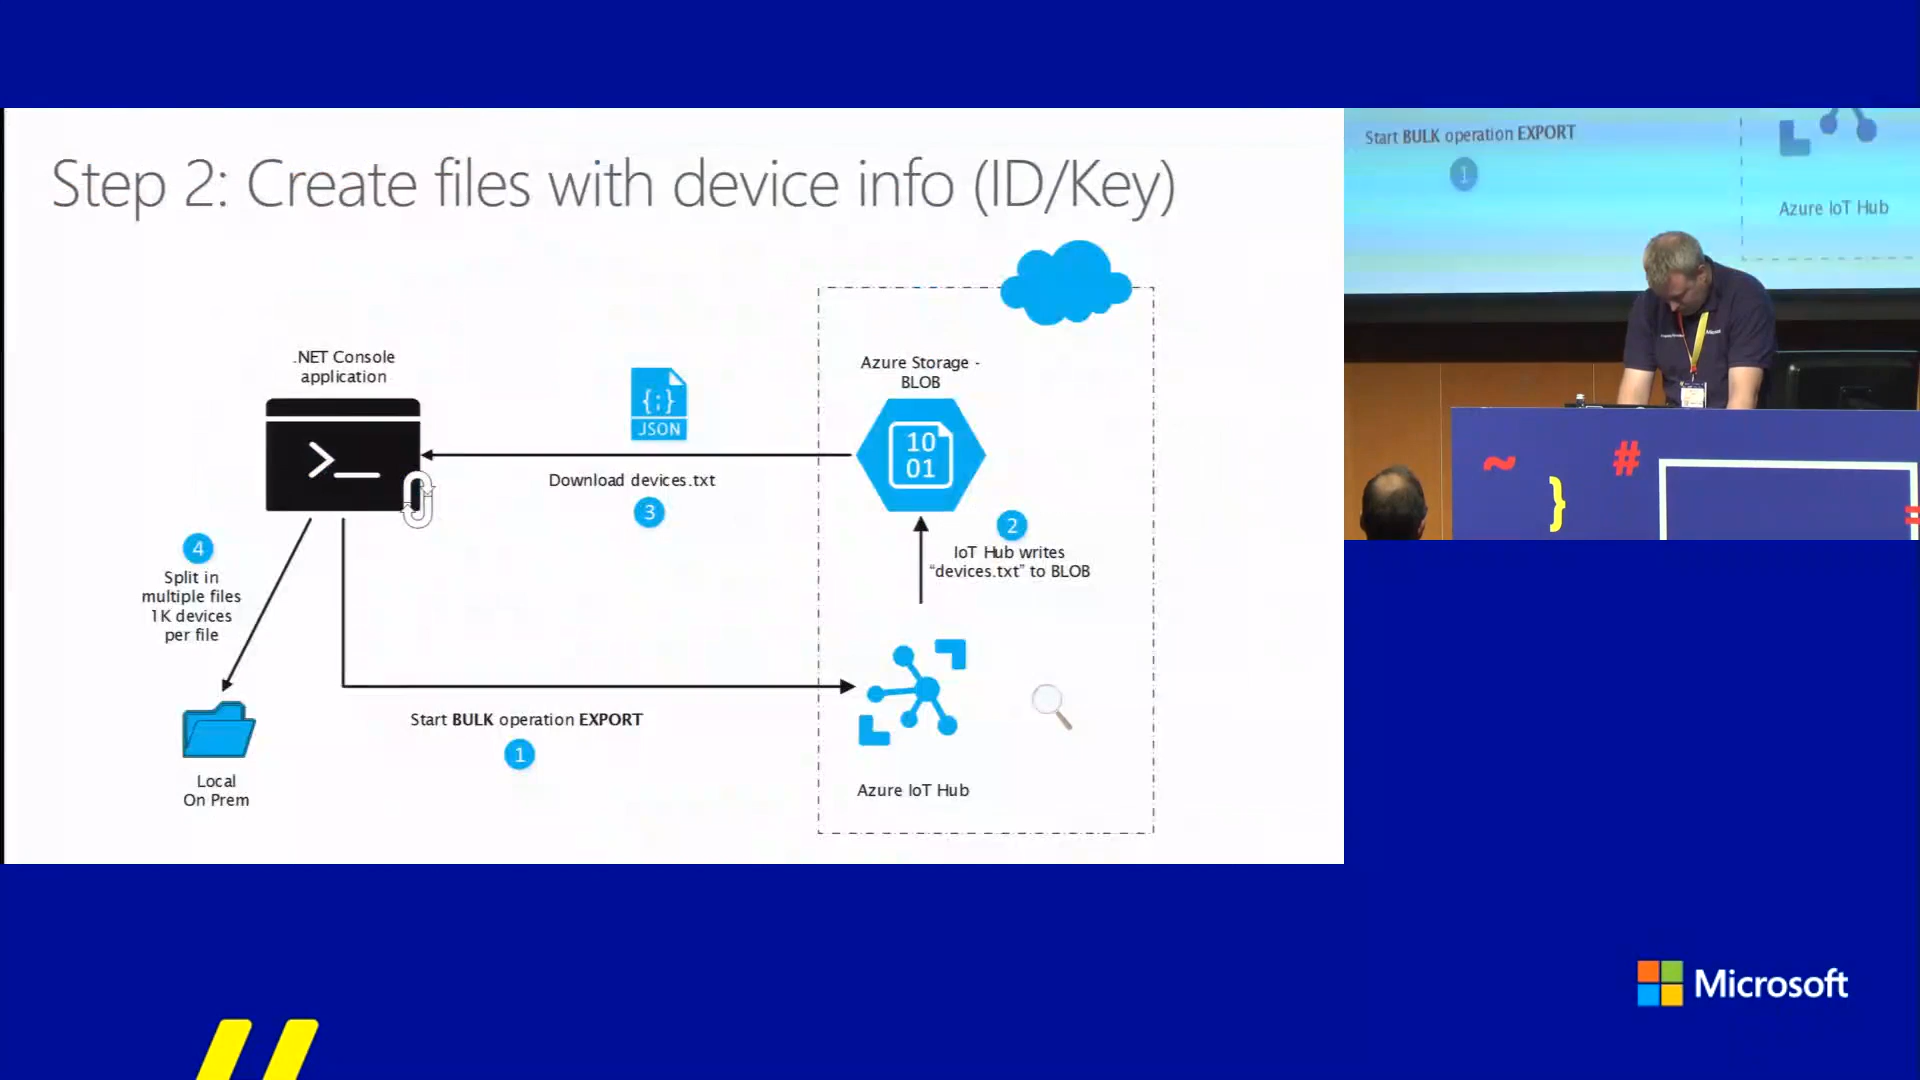 Step 2: Create files with device info (ID/Key)
.NET Console
application
>_
{;}
JSON
Download devices.txt
3
Azure Storage -
BLOB
10
01
2
IoT Hub writes
“devices.txt” to BLOB
4
Split in
multiple files
1K devices
per file
Local
On Prem
Start BULK operation EXPORT
1
Azure IoT Hub
Start BULK operation EXPORT
1
Azure IoT Hub
~ # } =
Microsoft